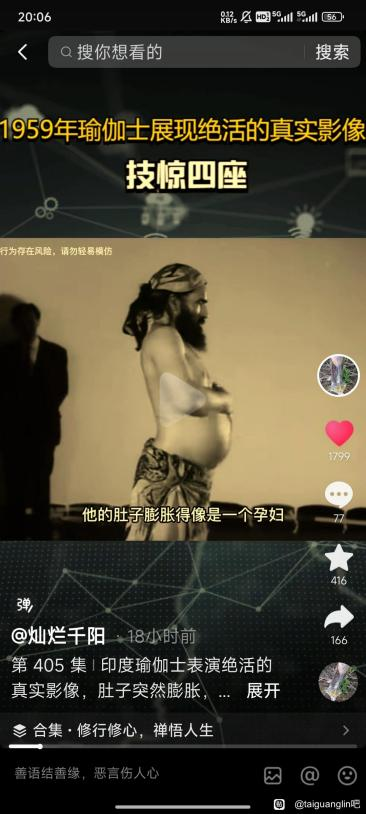 20:06
0.12
KB/s
HD
5G
5G
56
搜你想看的
搜索
1959年瑜伽士展现绝活的真实影像
技惊四座
行为存在风险，请勿轻易模仿
1799
他的肚子膨胀得像是一个孕妇
77
416
弹
166
@灿烂千阳 · 18小时前
第 405 集 | 印度瑜伽士表演绝活的
真实影像，肚子突然膨胀，... 展开
合集 · 修行修心，禅悟人生
善语结善缘，恶言伤人心
@taiguanglin吧